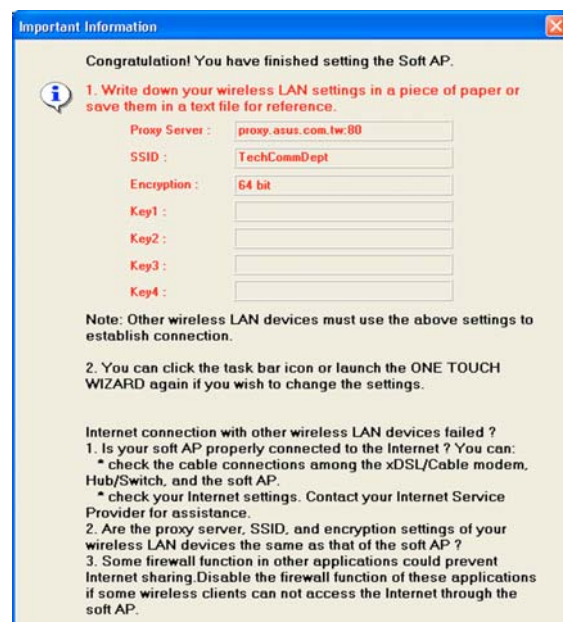 Important Information
Congratulation! You have finished setting the Soft AP.
1. Write down your wireless LAN settings in a piece of paper or
save them in a text file for reference.
Proxy Server : proxy.asus.com.tw:80
SSID : TechCommDept
Encryption : 64 bit
Key1 :
Key2 :
Key3 :
Key4 :
Note: Other wireless LAN devices must use the above settings to
establish connection.
2. You can click the task bar icon or launch the ONE TOUCH
WIZARD again if you wish to change the settings.
Internet connection with other wireless LAN devices failed ?
1. Is your soft AP properly connected to the Internet ? You can:
* check the cable connections among the xDSL/Cable modem,
Hub/Switch, and the soft AP.
* check your Internet settings. Contact your Internet Service
Provider for assistance.
2. Are the proxy server, SSID, and encryption settings of your
wireless LAN devices the same as that of the soft AP ?
3. Some firewall function in other applications could prevent
Internet sharing.Disable the firewall function of these applications
if some wireless clients can not access the Internet through the
soft AP.